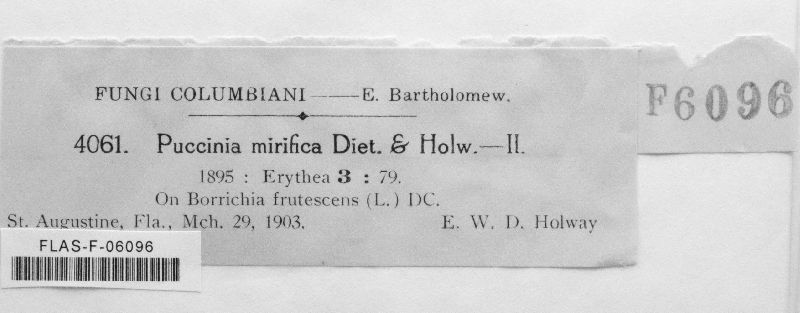 FUNGI COLUMBIANI——E. Bartholomew.
F6096
4061. Puccinia mirifica Diet. & Holw.—II.
1895 : Erythea 3 : 79.
On Borrichia frutescens (L.) DC.
St. Augustine, Fla., Mch. 29, 1903. E. W. D. Holway
FLAS-F-06096